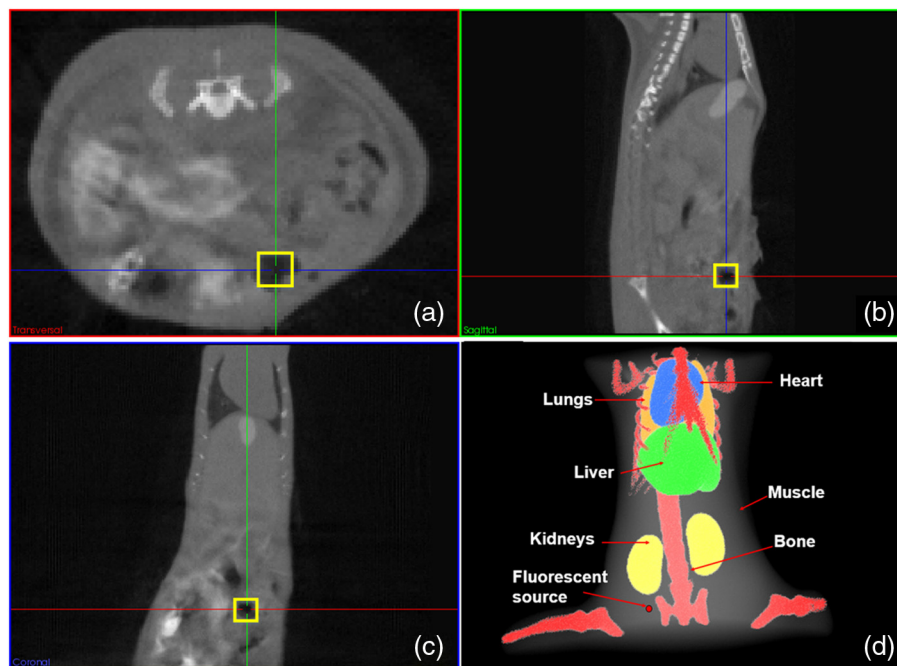 Transversal
(a)
Sagittal
(b)
Coronal
(c)
Heart
Lungs
Liver
Muscle
Kidneys
Bone
Fluorescent
source
(d)